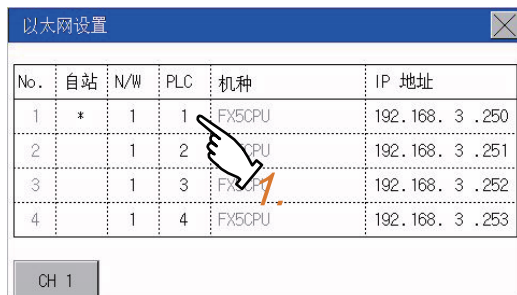 以太网设置
No. 自站 N/W PLC 机种 IP 地址
1 * 1 1 FX5CPU 192.168. 3 .250
2 1 2 FX5CPU 192.168. 3 .251
3 1 3 FX5CPU 192.168. 3 .252
4 1 4 FX5CPU 192.168. 3 .253
1.
CH 1